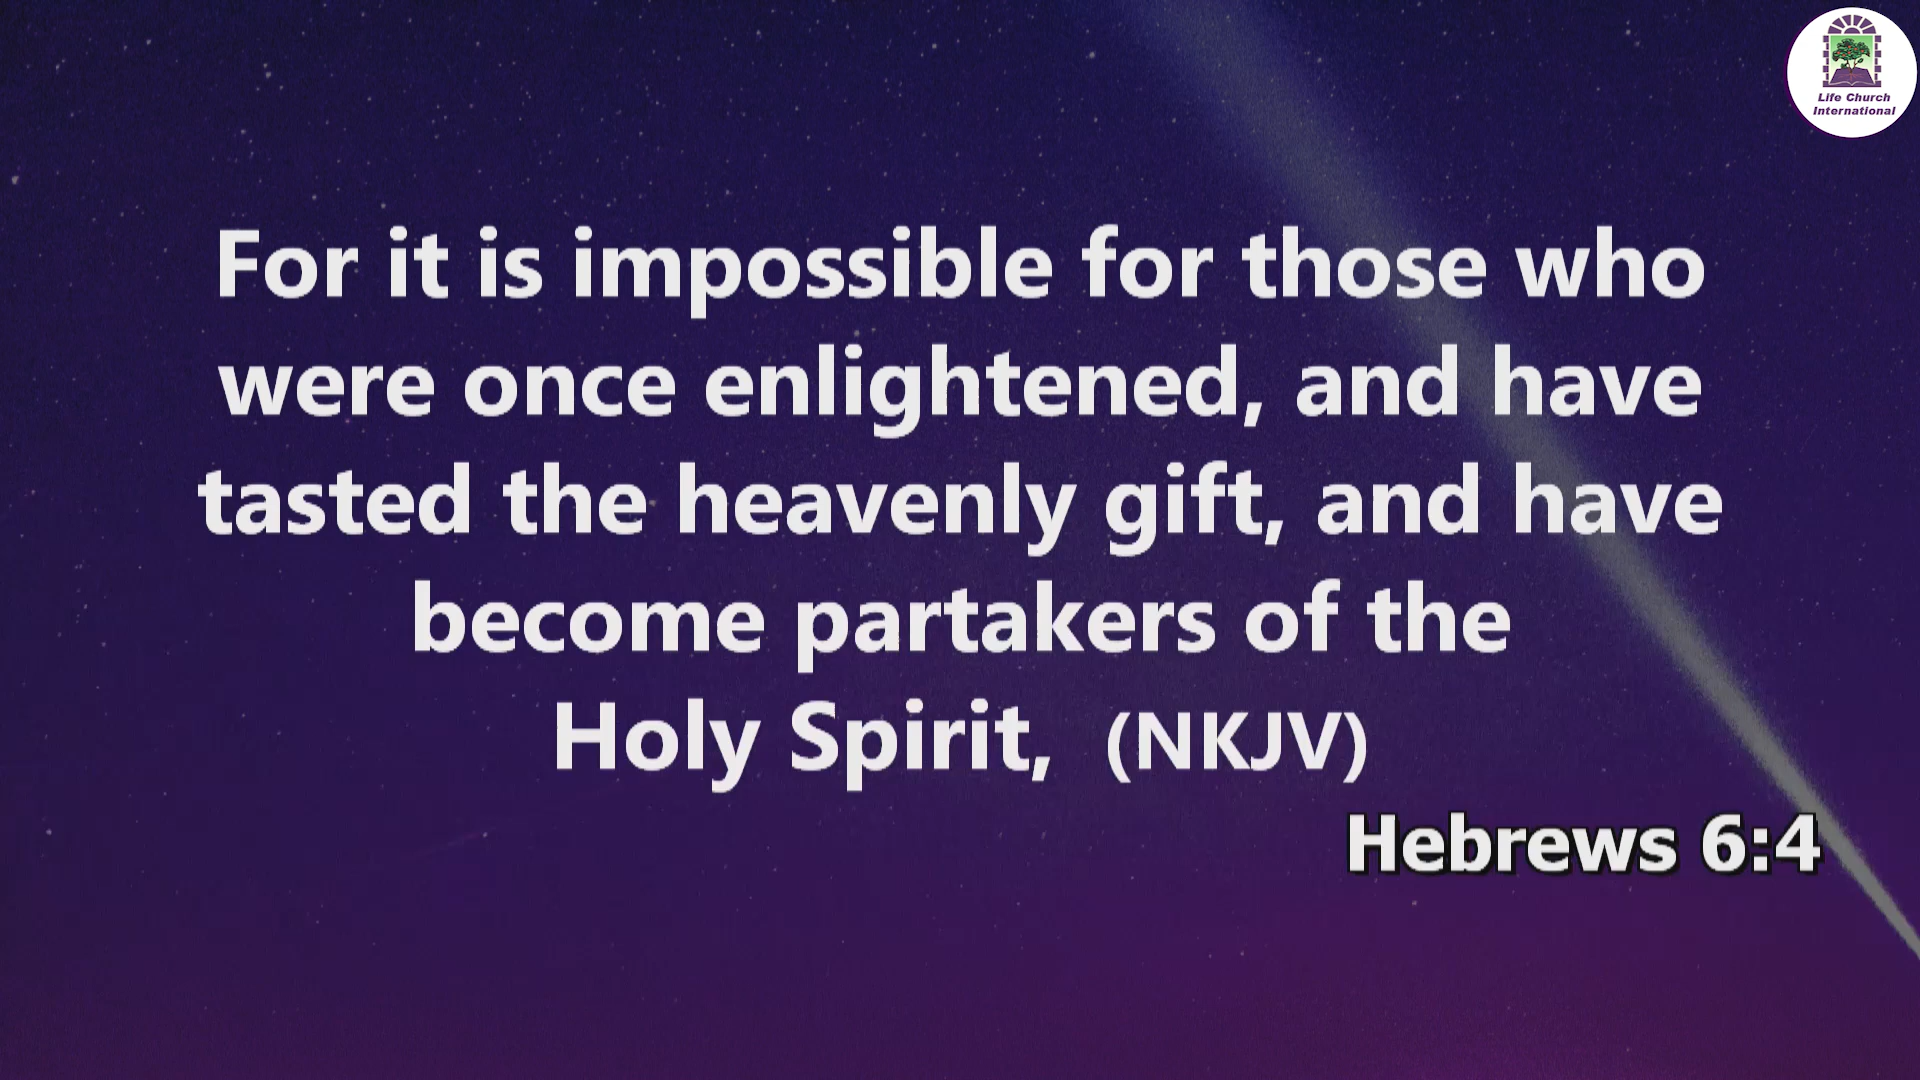 Life Church
International
For it is impossible for those who
were once enlightened, and have
tasted the heavenly gift, and have
become partakers of the
Holy Spirit, (NKJV)
Hebrews 6:4